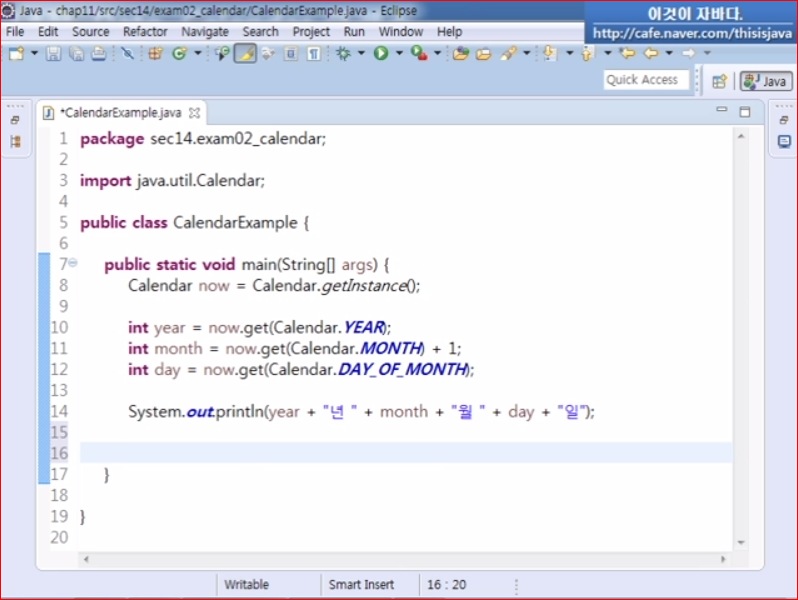 Java - chap11/src/sec14/exam02_calendar/CalendarExample.java - Eclipse
이것이 자바다.
http://cafe.naver.com/thisisjava
File Edit Source Refactor Navigate Search Project Run Window Help
Quick Access
Java
*CalendarExample.java
1 package sec14.exam02_calendar;
2
3 import java.util.Calendar;
4
5 public class CalendarExample {
6
7 public static void main(String[] args) {
8 Calendar now = Calendar.getInstance();
9
10 int year = now.get(Calendar.YEAR);
11 int month = now.get(Calendar.MONTH) + 1;
12 int day = now.get(Calendar.DAY_OF_MONTH);
13
14 System.out.println(year + "년 " + month + "월 " + day + "일");
15
16
17 }
18
19 }
20
Writable Smart Insert 16 : 20